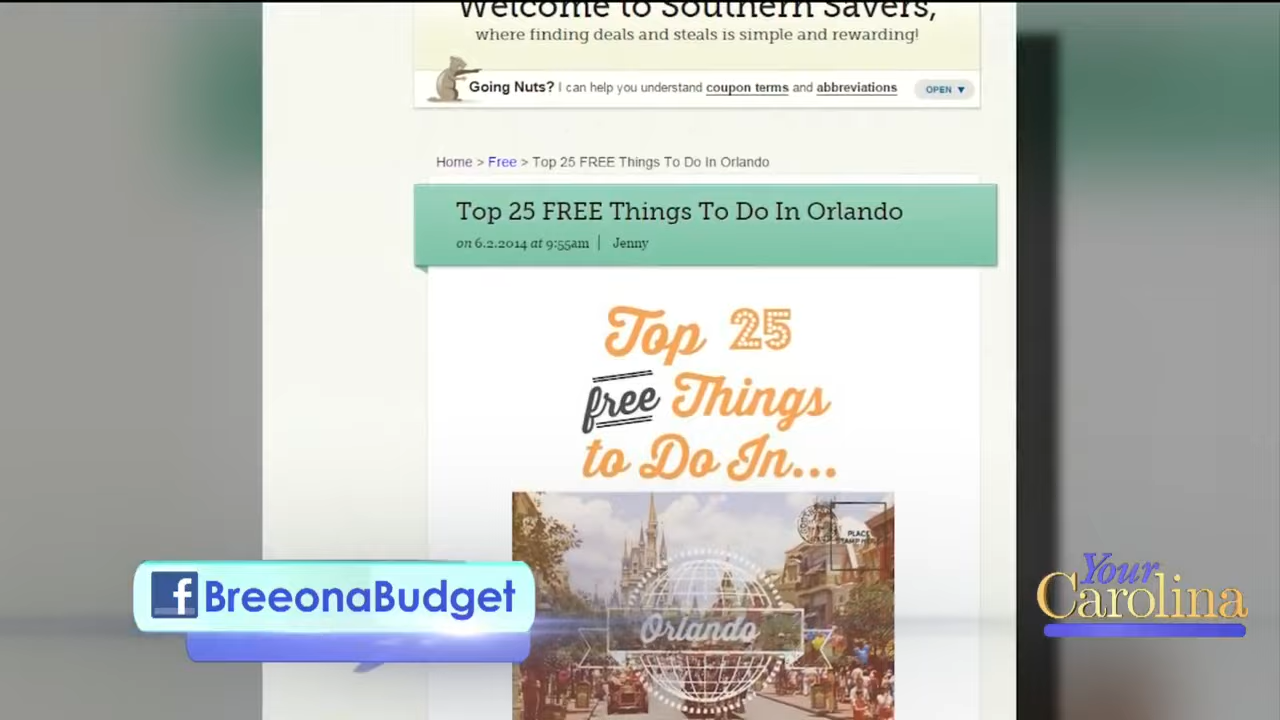 Welcome to Southern Savers,
where finding deals and steals is simple and rewarding!
Going Nuts? I can help you understand coupon terms and abbreviations
OPEN ▼
Home > Free > Top 25 FREE Things To Do In Orlando
Top 25 FREE Things To Do In Orlando
on 6.2.2014 at 9:55am | Jenny
Top 25
free Things
to Do In...
PLACE
Orlando
f BreeonaBudget
Your
Carolina